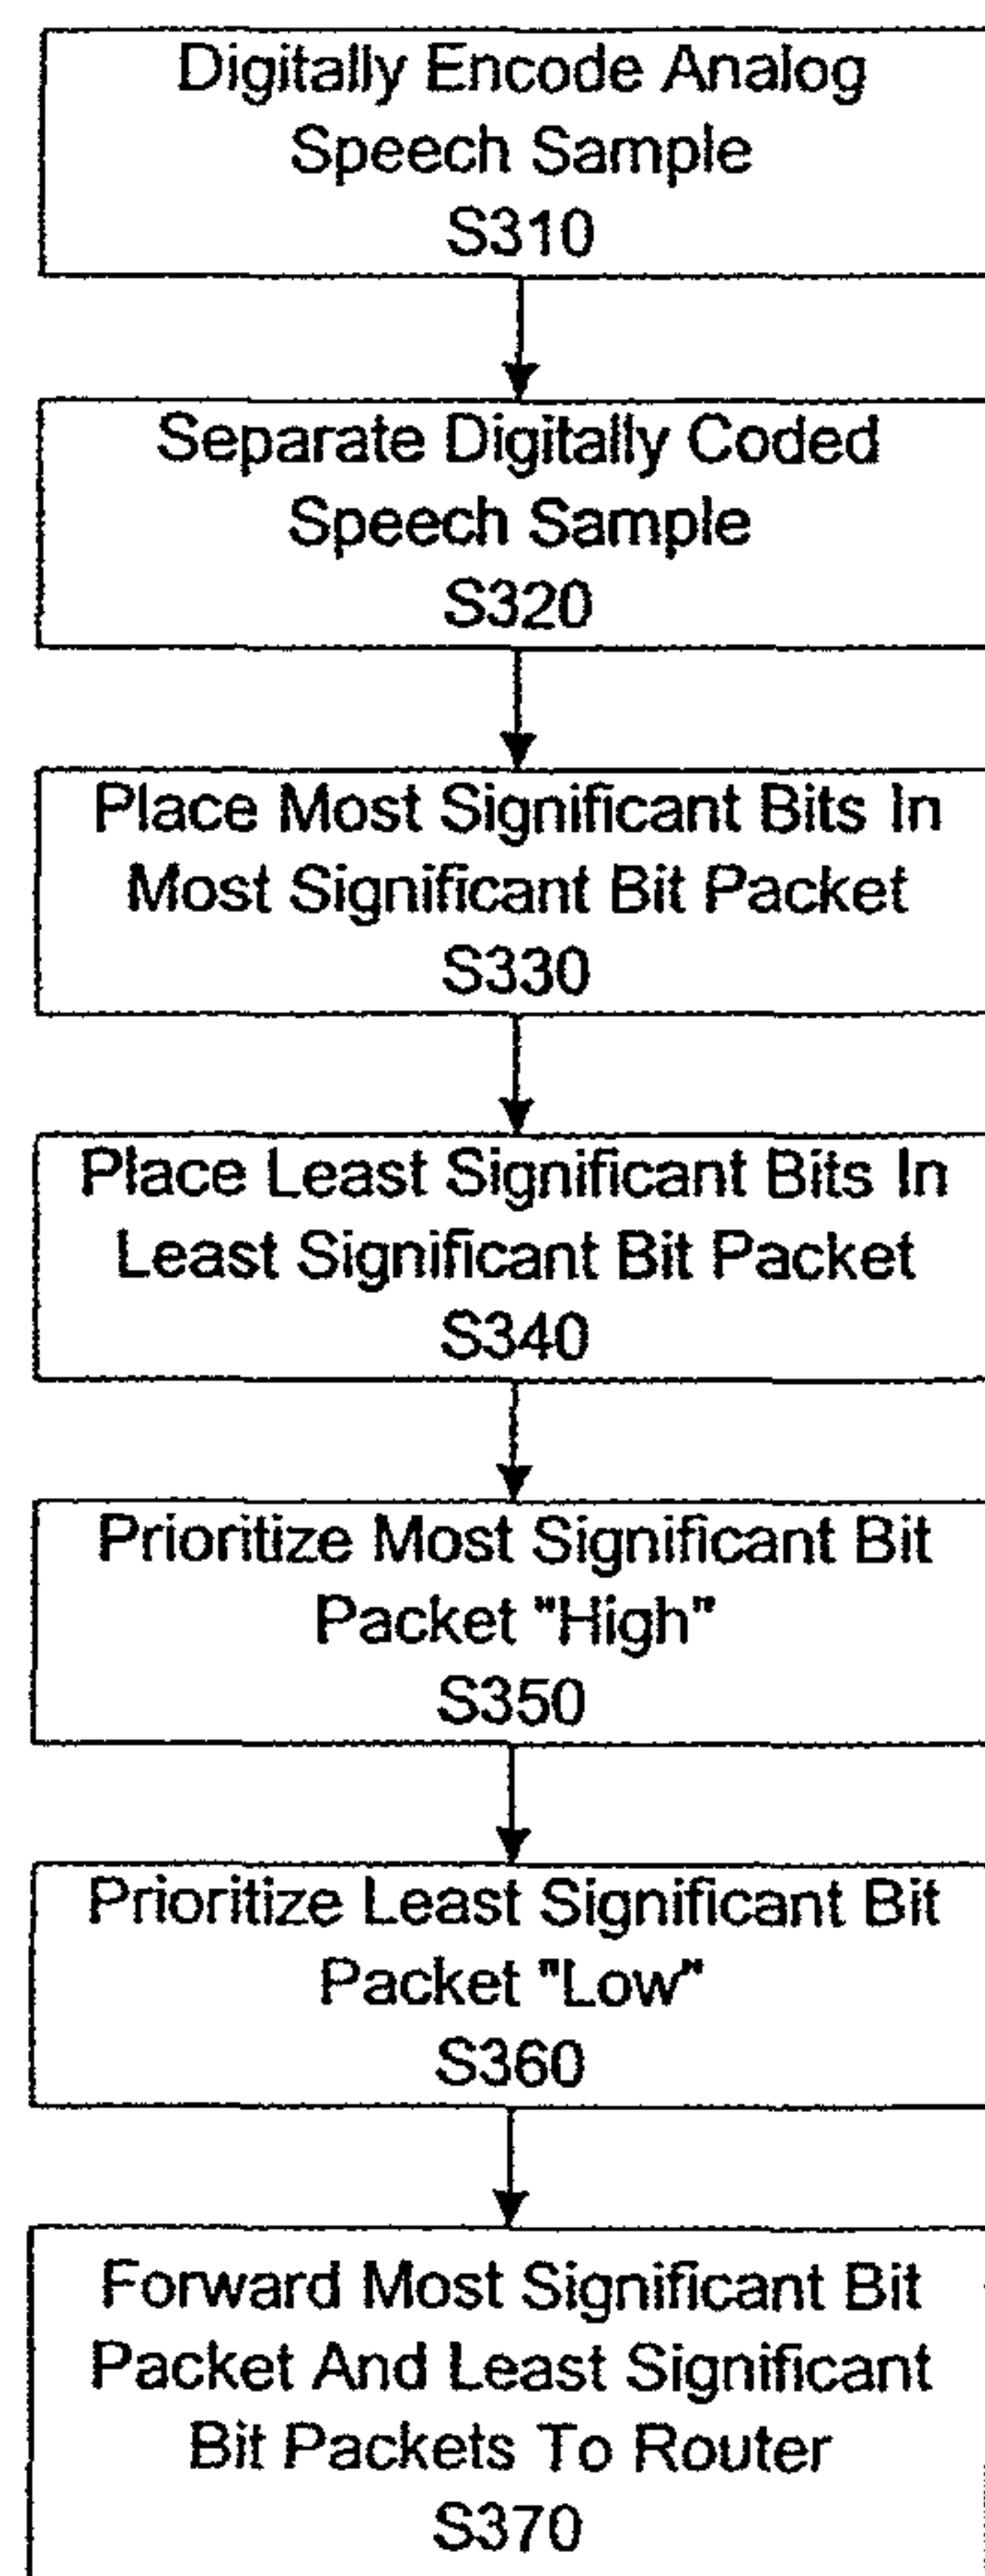 Digitally Encode Analog
Speech Sample
S310
Separate Digitally Coded
Speech Sample
S320
Place Most Significant Bits In
Most Significant Bit Packet
S330
Place Least Significant Bits In
Least Significant Bit Packet
S340
Prioritize Most Significant Bit
Packet "High"
S350
Prioritize Least Significant Bit
Packet "Low"
S360
Forward Most Significant Bit
Packet And Least Significant
Bit Packets To Router
S370